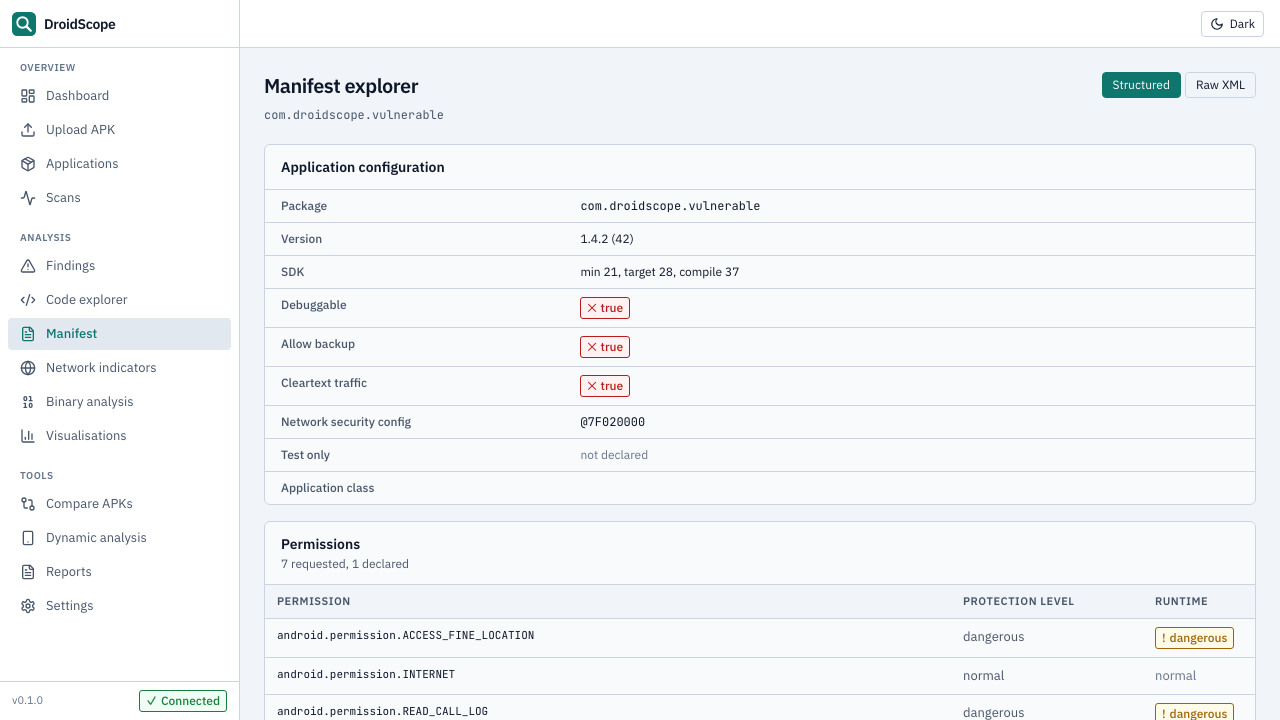 DroidScope
Dark
OVERVIEW
Dashboard
Upload APK
Applications
Scans
ANALYSIS
Findings
Code explorer
Manifest
Network indicators
Binary analysis
Visualisations
TOOLS
Compare APKs
Dynamic analysis
Reports
Settings
v0.1.0
Connected
Manifest explorer
Structured
Raw XML
com.droidscope.vulnerable
Application configuration
Package com.droidscope.vulnerable
Version 1.4.2 (42)
SDK min 21, target 28, compile 37
Debuggable true
Allow backup true
Cleartext traffic true
Network security config @7F020000
Test only not declared
Application class
Permissions
7 requested, 1 declared
PERMISSION PROTECTION LEVEL RUNTIME
android.permission.ACCESS_FINE_LOCATION dangerous ! dangerous
android.permission.INTERNET normal normal
android.permission.READ_CALL_LOG dangerous ! dangerous